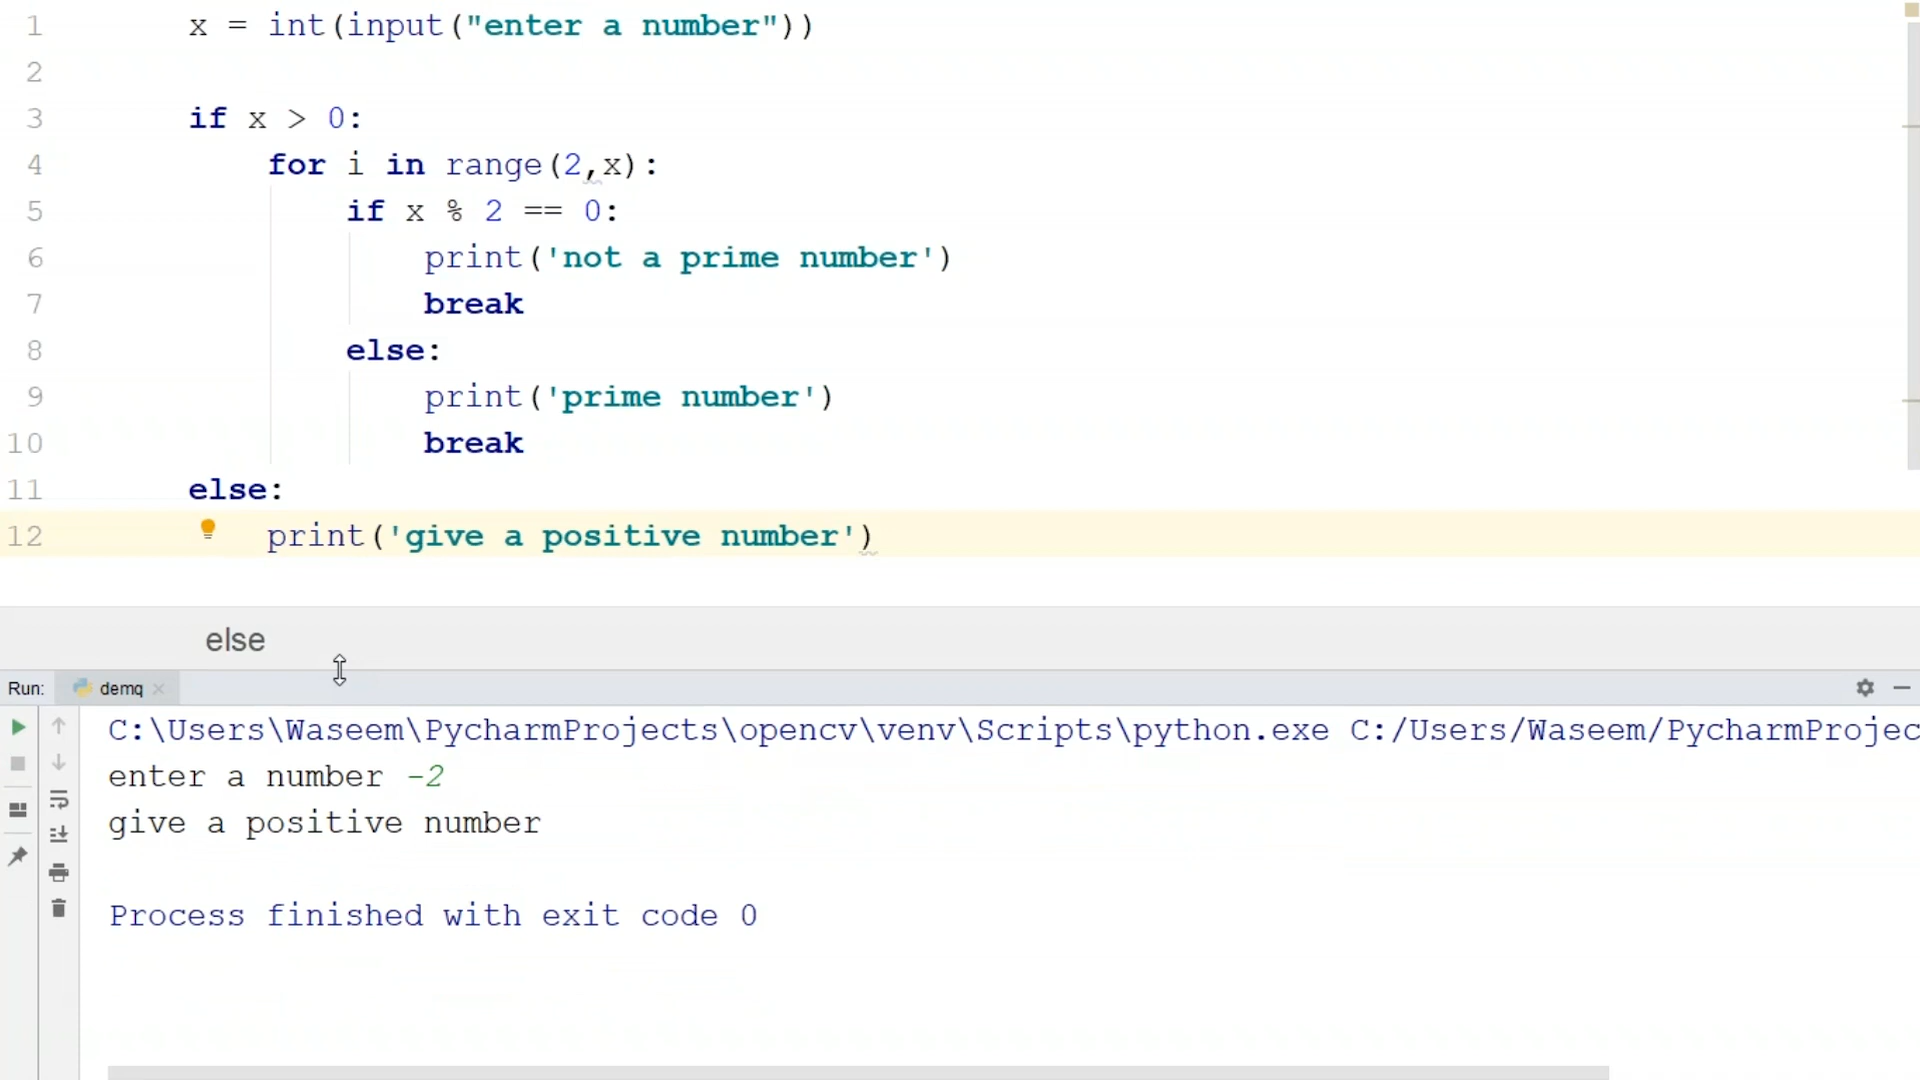 1 x = int(input("enter a number"))
2
3 if x > 0:
4 for i in range(2,x):
5 if x % 2 == 0:
6 print('not a prime number')
7 break
8 else:
9 print('prime number')
10 break
11 else:
12 print('give a positive number')
else
Run: demq
C:\Users\Waseem\PycharmProjects\opencv\venv\Scripts\python.exe C:/Users/Waseem/PycharmProjec
enter a number -2
give a positive number
Process finished with exit code 0